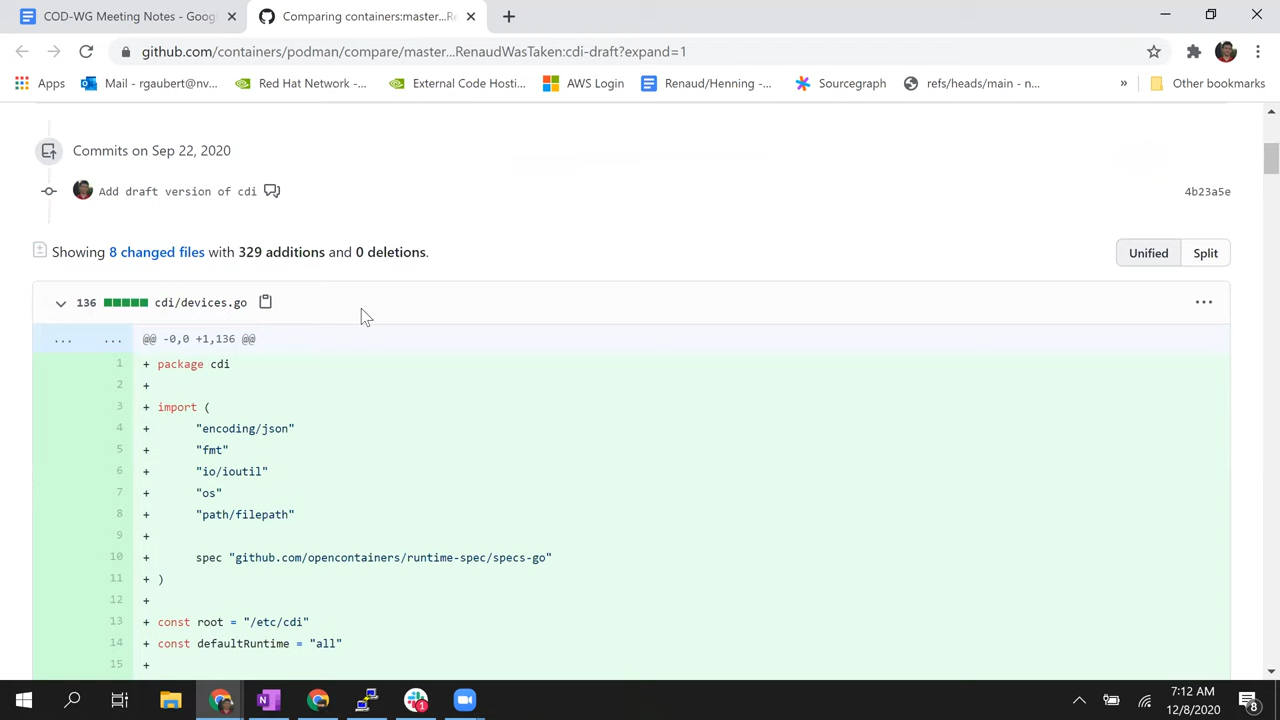 COD-WG Meeting Notes - Goog
Comparing containers:master...Re
github.com/containers/podman/compare/master...RenaudWasTaken:cdi-draft?expand=1
Apps
Mail - rgaubert@nv...
Red Hat Network -...
External Code Hosti...
AWS Login
Renaud/Henning -...
Sourcegraph
refs/heads/main - n...
»
Other bookmarks
Commits on Sep 22, 2020
Add draft version of cdi
4b23a5e
Showing 8 changed files with 329 additions and 0 deletions.
Unified
Split
136 cdi/devices.go
... ... @@ -0,0 +1,136 @@
1 + package cdi
2 +
3 + import (
4 + "encoding/json"
5 + "fmt"
6 + "io/ioutil"
7 + "os"
8 + "path/filepath"
9 +
10 + spec "github.com/opencontainers/runtime-spec/specs-go"
11 + )
12 +
13 + const root = "/etc/cdi"
14 + const defaultRuntime = "all"
15 +
1
7:12 AM
12/8/2020
8